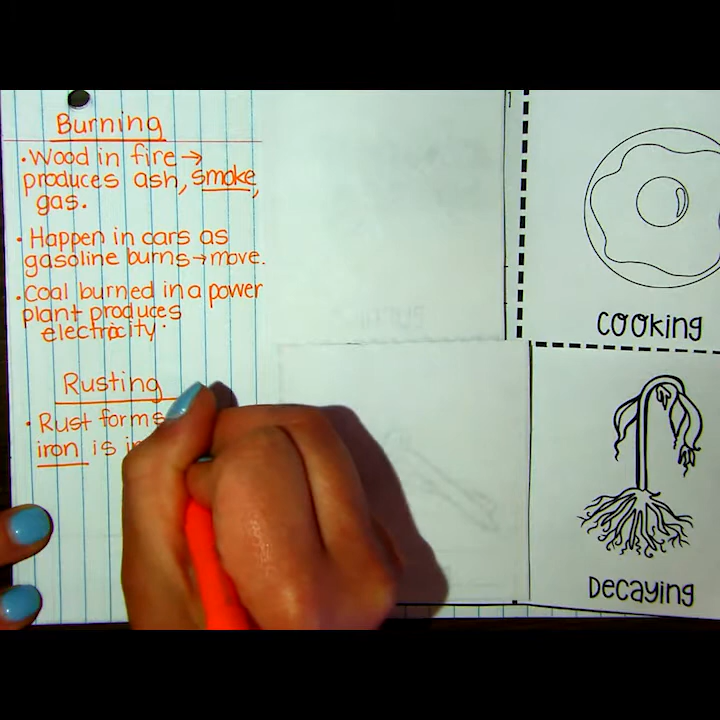 Burning
• Wood in fire →
produces ash, smoke,
gas.
• Happen in cars as
gasoline burns → move.
• Coal burned in a power
plant produces
electricity.
Rusting
• Rust forms
iron is
COOKING
Decaying